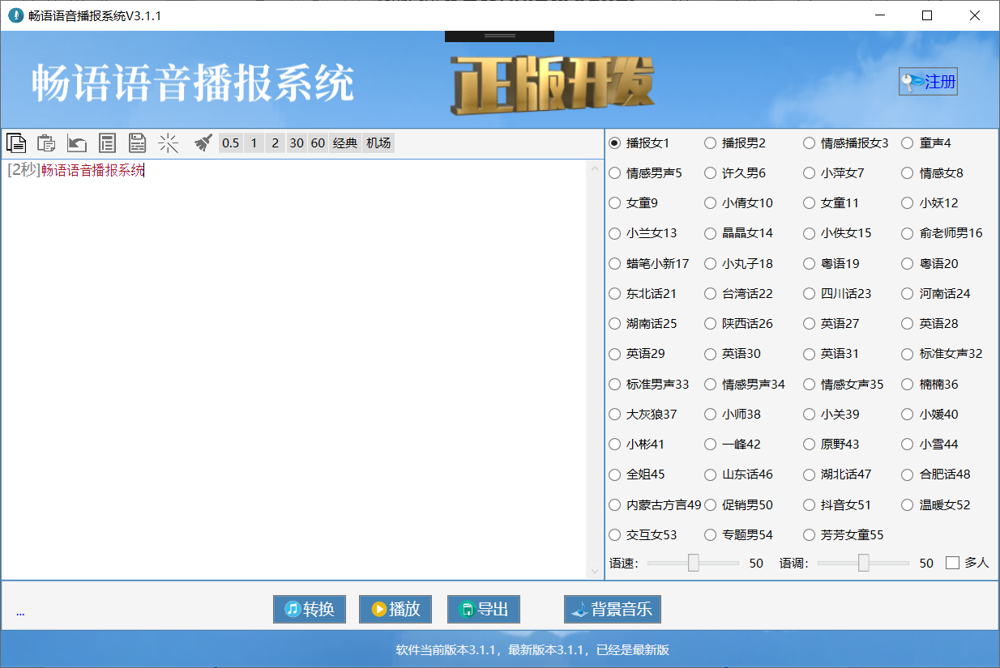 畅语语音播报系统V3.1.1
畅语语音播报系统
正版开发
注册
0.5 1 2 30 60 经典 机场
[2秒]畅语语音播报系统
播报女1 播报男2 情感播报女3 童声4
情感男声5 许久男6 小萍女7 情感女8
女童9 小倩女10 女童11 小妖12
小兰女13 晶晶女14 小佚女15 俞老师男16
蜡笔小新17 小丸子18 粤语19 粤语20
东北话21 台湾话22 四川话23 河南话24
湖南话25 陕西话26 英语27 英语28
英语29 英语30 英语31 标准女声32
标准男声33 情感男声34 情感女声35 楠楠36
大灰狼37 小师38 小关39 小媛40
小彬41 一峰42 原野43 小雪44
全姐45 山东话46 湖北话47 合肥话48
内蒙古方言49 促销男50 抖音女51 温暖女52
交互女53 专题男54 芳芳女童55
语速： 50 语调： 50 多人
... 转换 播放 导出 背景音乐
软件当前版本3.1.1，最新版本3.1.1，已经是最新版